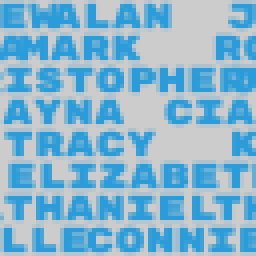 EWALAN J
AMARK RO
ISTOPHER
AYNA CIA
TRACY K
ELIZABET
THANIELTH
LLECONNIE